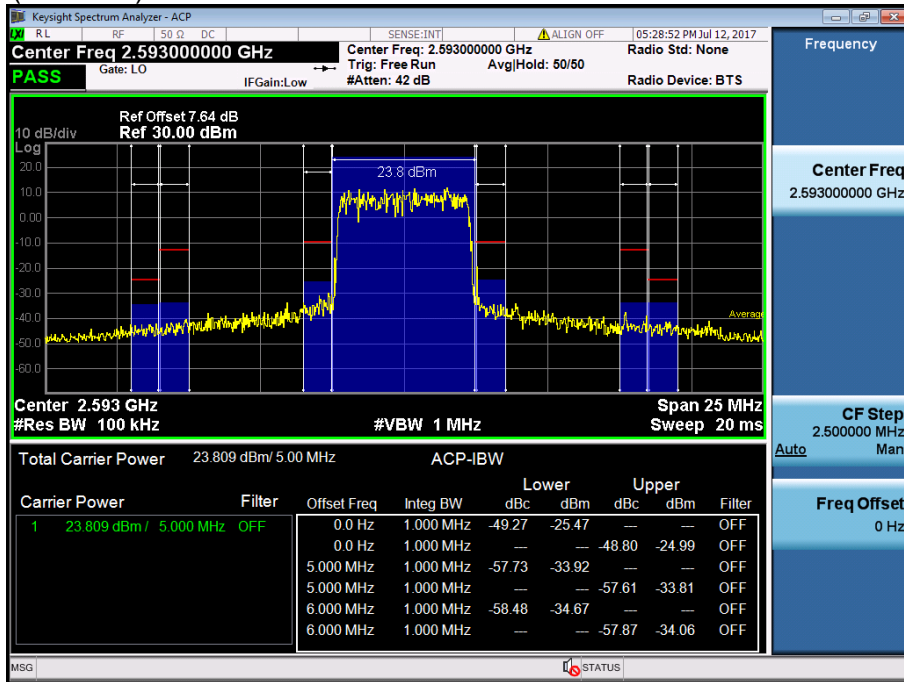 Keysight Spectrum Analyzer - ACP
LXI RL RF 50 Ω DC SENSE:INT ALIGN OFF 05:28:52 PM Jul 12, 2017
Center Freq 2.593000000 GHz
Center Freq: 2.593000000 GHz
Radio Std: None
Gate: LO
Trig: Free Run
Avg|Hold: 50/50
PASS
IFGain:Low
#Atten: 42 dB
Radio Device: BTS
Ref Offset 7.64 dB
10 dB/div Ref 30.00 dBm
Log
20.0
10.0
0.00
-10.0
-20.0
-30.0
-40.0
-50.0
-60.0
23.8 dBm
Average
Center 2.593 GHz Span 25 MHz
#Res BW 100 kHz #VBW 1 MHz Sweep 20 ms
Total Carrier Power 23.809 dBm/ 5.00 MHz ACP-IBW
Lower Upper
Carrier Power Filter Offset Freq Integ BW dBc dBm dBc dBm Filter
1 23.809 dBm / 5.000 MHz OFF
0.0 Hz 1.000 MHz -49.27 -25.47 --- --- OFF
0.0 Hz 1.000 MHz --- --- -48.80 -24.99 OFF
5.000 MHz 1.000 MHz -57.73 -33.92 --- --- OFF
5.000 MHz 1.000 MHz --- --- -57.61 -33.81 OFF
6.000 MHz 1.000 MHz -58.48 -34.67 --- --- OFF
6.000 MHz 1.000 MHz --- --- -57.87 -34.06 OFF
MSG STATUS
Frequency
Center Freq
2.593000000 GHz
CF Step
2.500000 MHz
Auto Man
Freq Offset
0 Hz